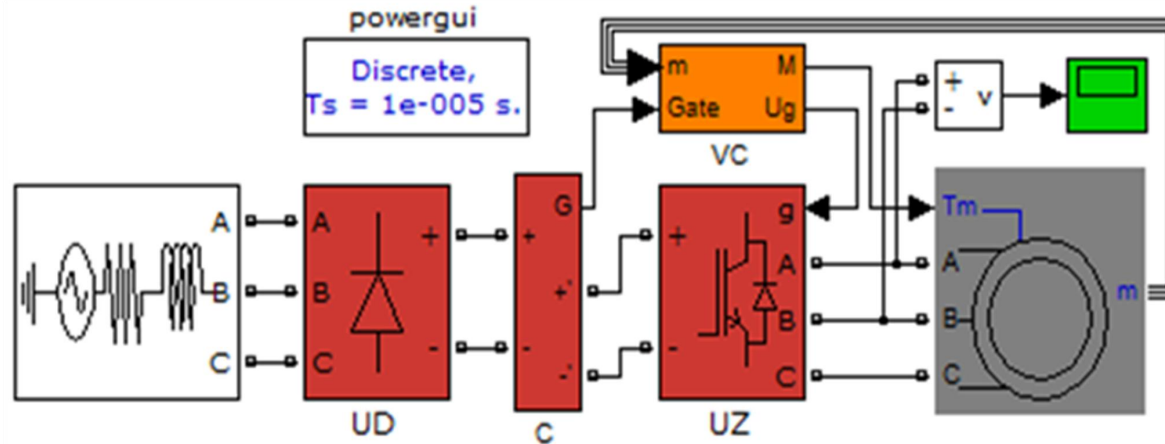 powergui
Discrete,
Ts = 1e-005 s.
m
M
Gate
Ug
VC
+
-
v
A
B
C
A
B
C
+
-
UD
G
+
+'
-
-'
C
+
-
g
A
B
C
UZ
Tm
A
B
C
m